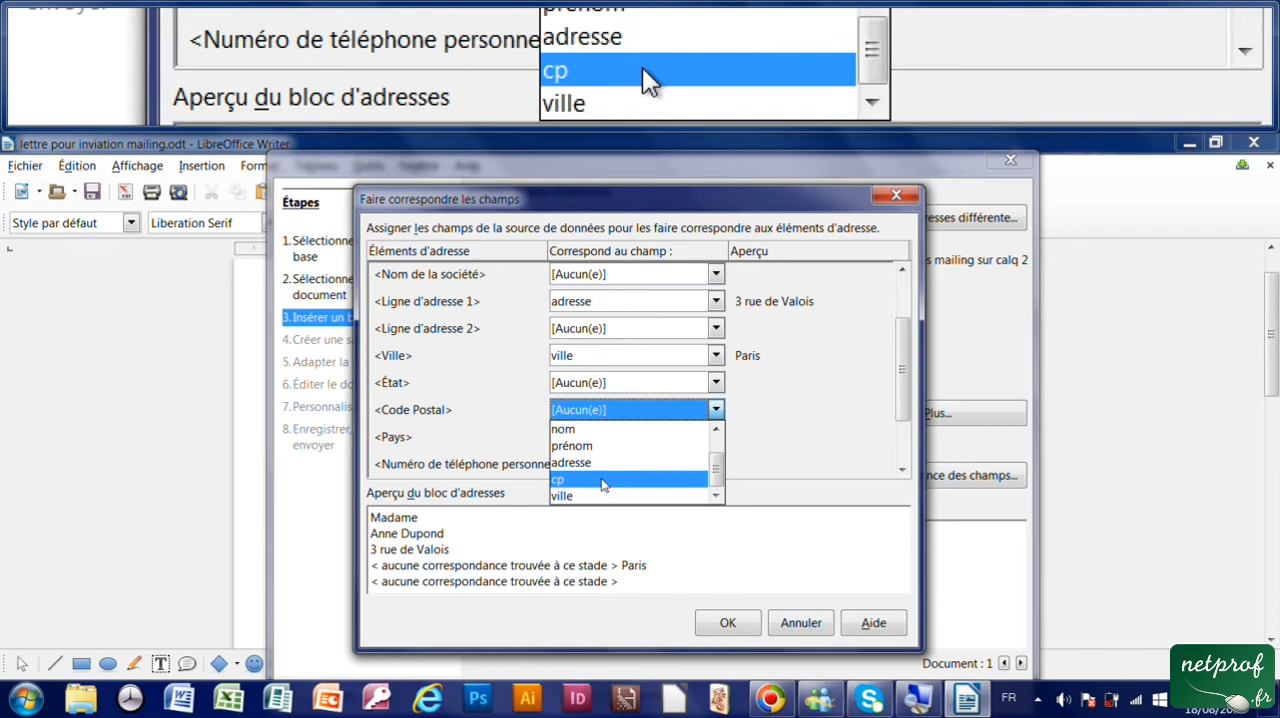 <Numéro de téléphone personne
adresse
cp
Aperçu du bloc d'adresses
ville
lettre pour inviation mailing.odt - LibreOffice Writer
Fichier
Édition
Affichage
Insertion
Form
Style par défaut
Liberation Serif
Étapes
1.Sélectionne
base
2.Sélectionne
document
3.Insérer un b
4.Créer une s
5.Adapter la
6.Éditer le do
7.Personnalis
8.Enregistrer,
envoyer
Faire correspondre les champs
Assigner les champs de la source de données pour les faire correspondre aux éléments d'adresse.
Éléments d'adresse
Correspond au champ :
Aperçu
<Nom de la société>
[Aucun(e)]
<Ligne d'adresse 1>
adresse
3 rue de Valois
<Ligne d'adresse 2>
[Aucun(e)]
<Ville>
ville
Paris
<État>
[Aucun(e)]
<Code Postal>
[Aucun(e)]
<Pays>
<Numéro de téléphone personne
nom
prénom
adresse
cp
ville
Aperçu du bloc d'adresses
Madame
Anne Dupond
3 rue de Valois
< aucune correspondance trouvée à ce stade > Paris
< aucune correspondance trouvée à ce stade >
OK
Annuler
Aide
esses différente...
s mailing sur calq 2
Plus...
nce des champs...
Document : 1
FR
netprof
.fr